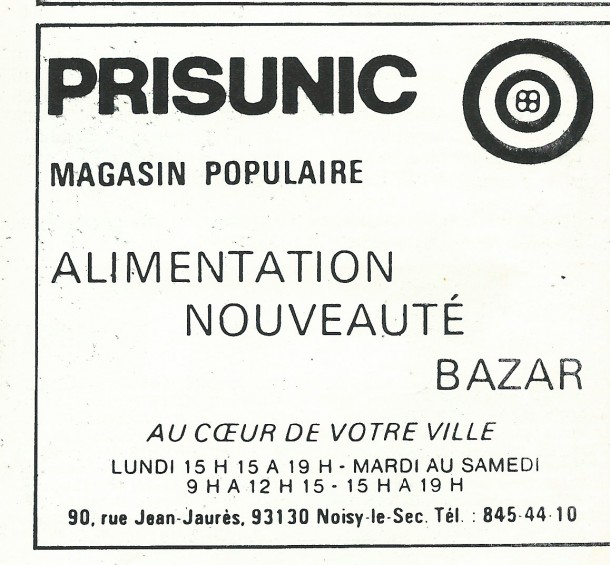 PRISUNIC
MAGASIN POPULAIRE
ALIMENTATION
NOUVEAUTÉ
BAZAR
AU CŒUR DE VOTRE VILLE
LUNDI 15 H 15 A 19 H - MARDI AU SAMEDI
9 H A 12 H 15 - 15 H A 19 H
90, rue Jean-Jaurès, 93130 Noisy-le-Sec. Tél. : 845-44-10